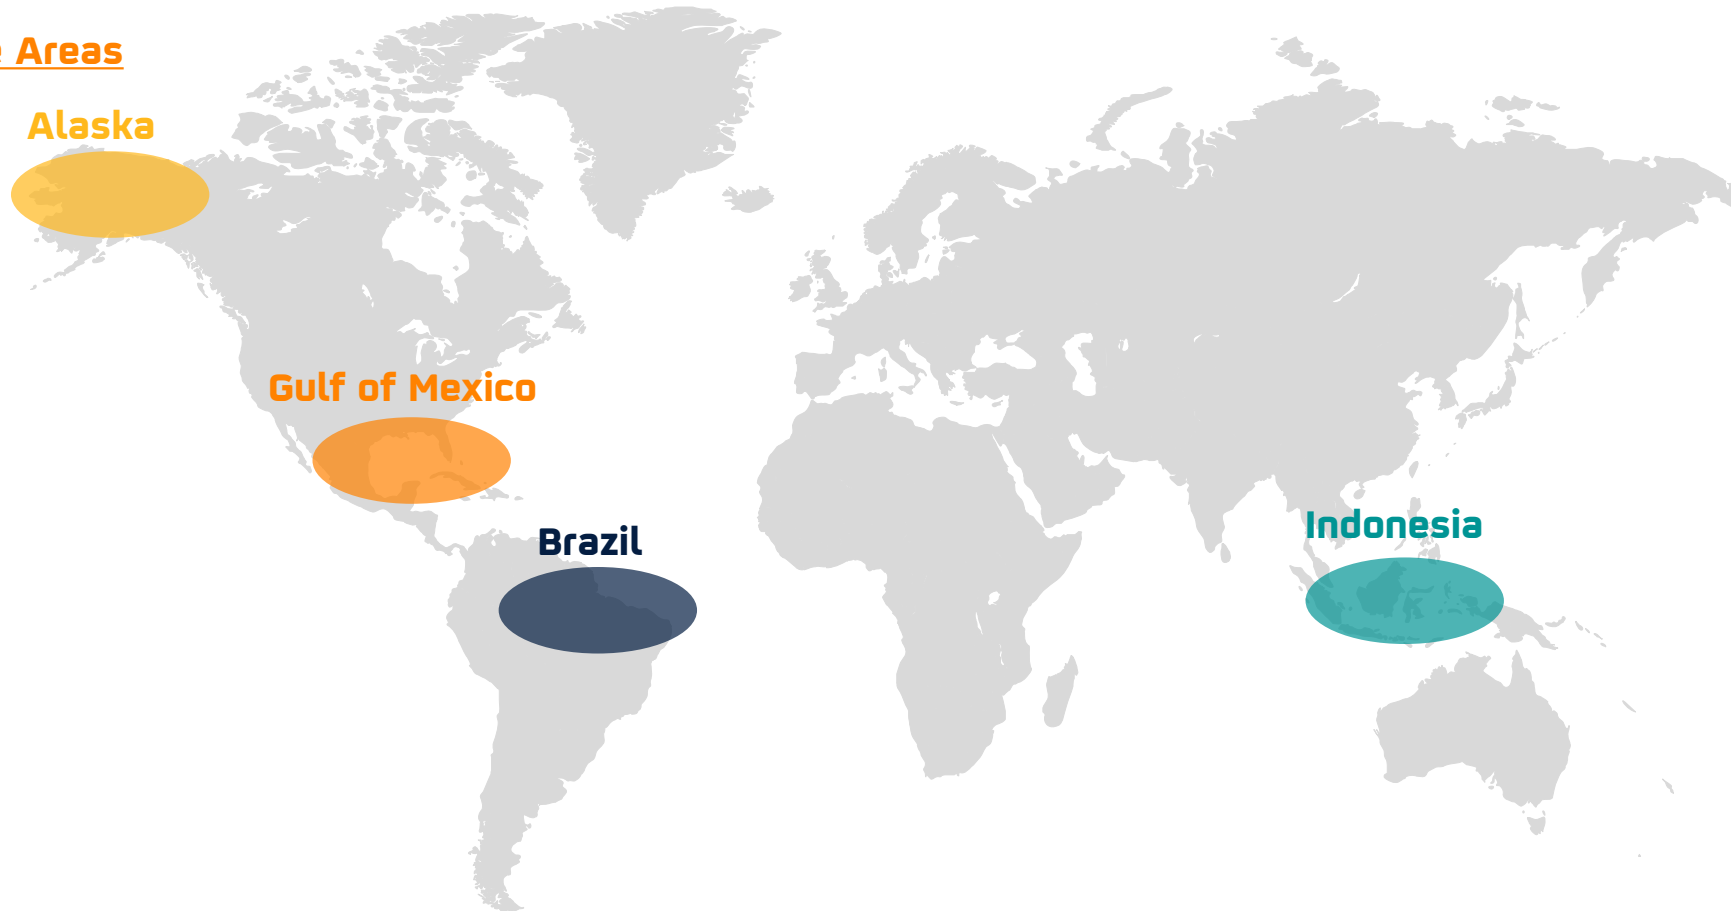 Areas
Alaska
Gulf of Mexico
Brazil
Indonesia